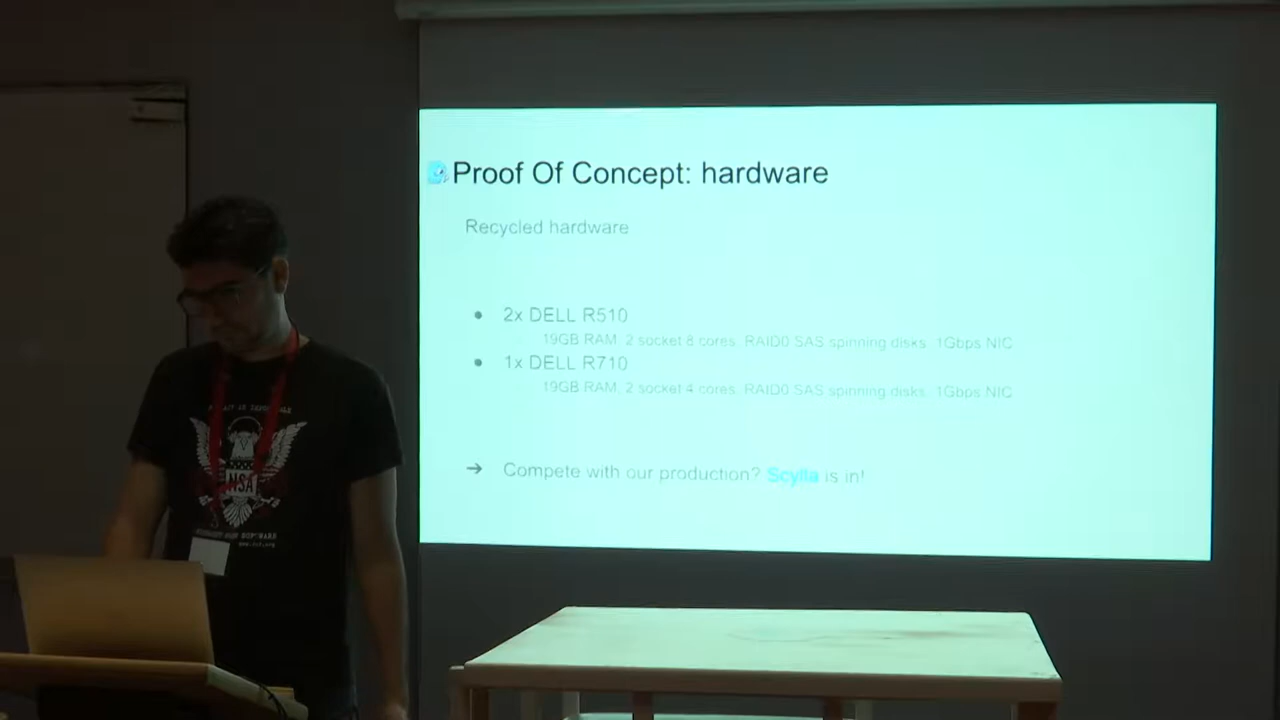 Proof Of Concept: hardware
Recycled hardware
2x DELL R510
19GB RAM, 2 socket 8 cores, RAID0 SAS spinning disks, 1Gbps NIC
1x DELL R710
19GB RAM, 2 socket 4 cores, RAID0 SAS spinning disks, 1Gbps NIC
➔ Compete with our production? Scylla is in!
NSA